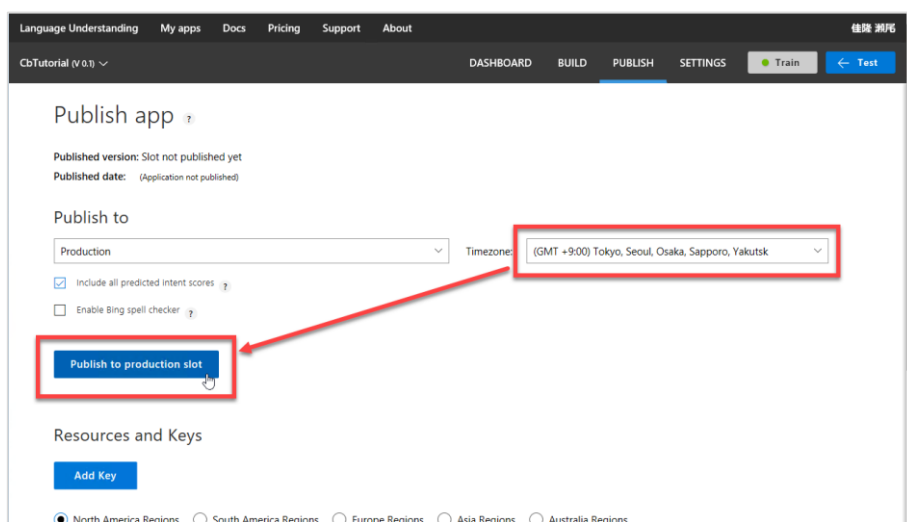 Language Understanding My apps Docs Pricing Support About 佳隆 瀬尾
CbTutorial (V 0.1) DASHBOARD BUILD PUBLISH SETTINGS Train ← Test
Publish app ?
Published version: Slot not published yet
Published date: (Application not published)
Publish to
Production Timezone: (GMT +9:00) Tokyo, Seoul, Osaka, Sapporo, Yakutsk
Include all predicted intent scores ?
Enable Bing spell checker ?
Publish to production slot
Resources and Keys
Add Key
North America Regions South America Regions Europe Regions Asia Regions Australia Regions